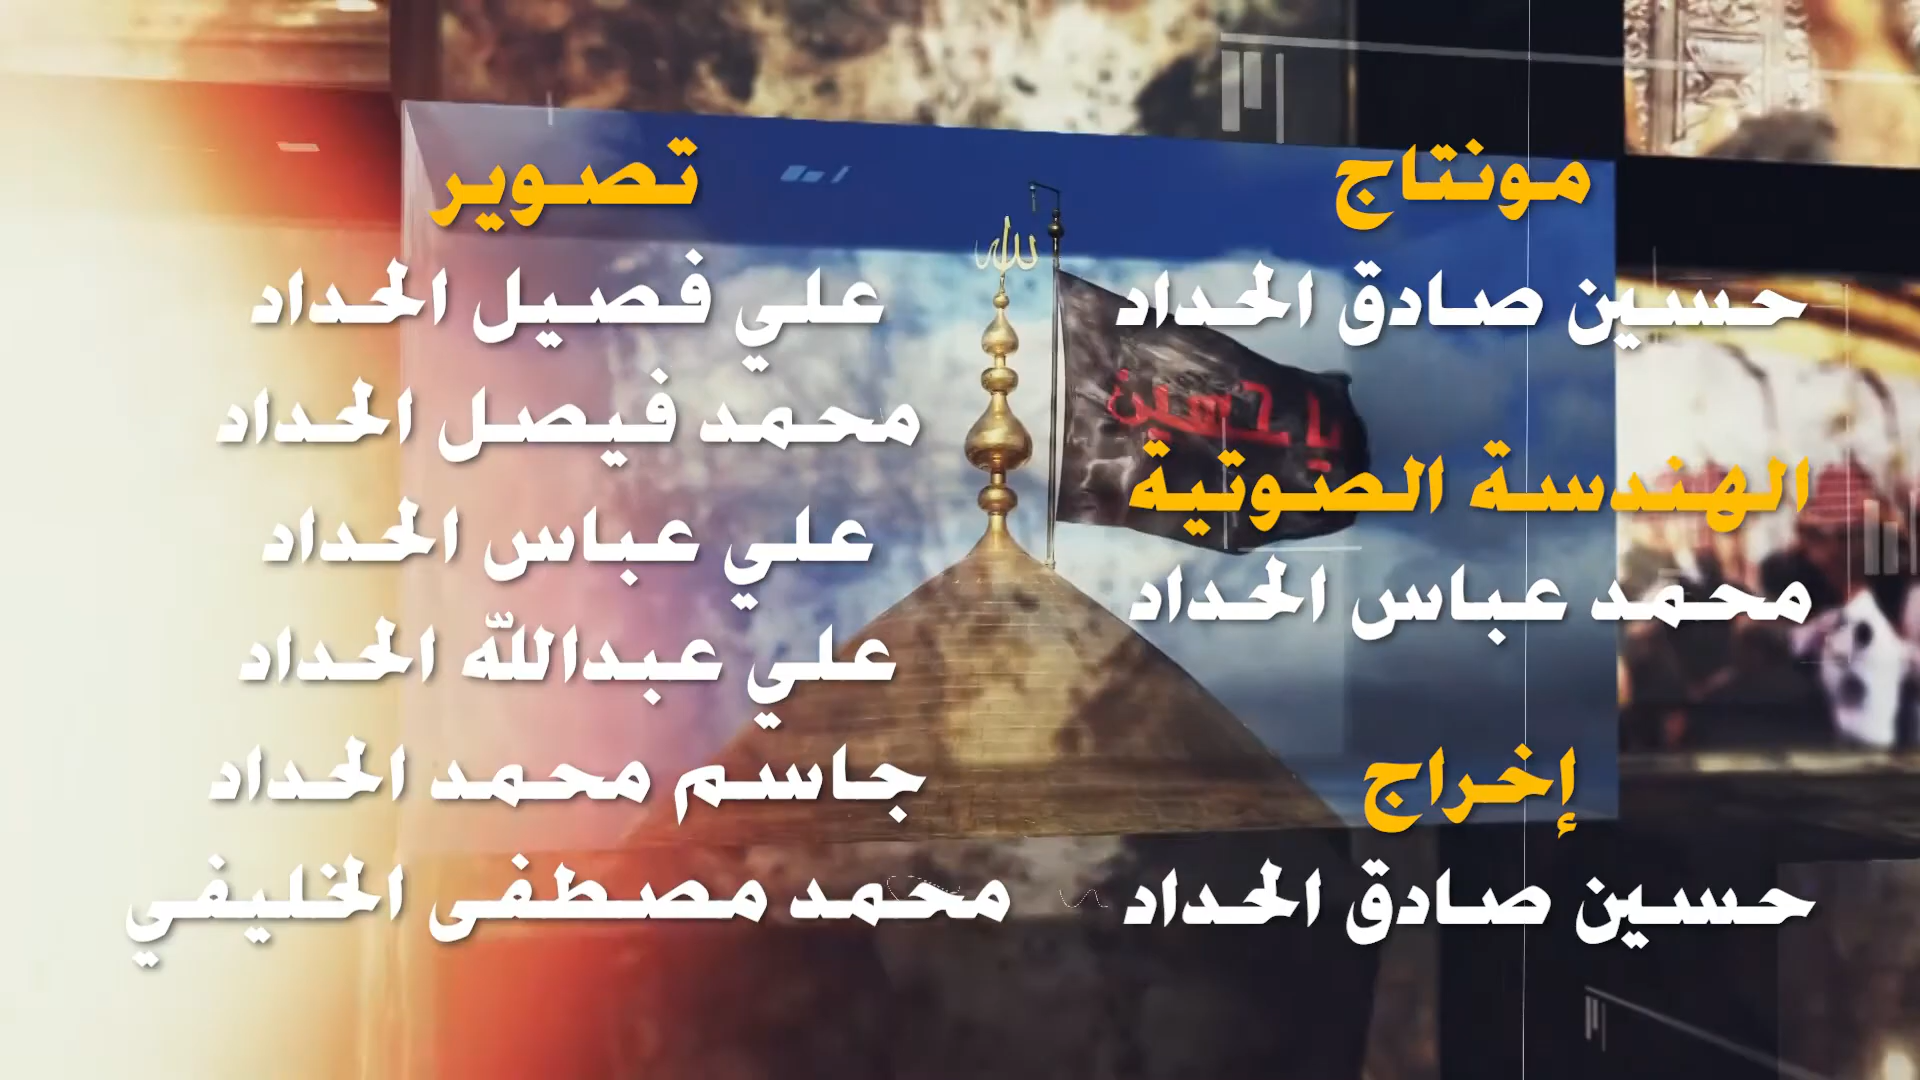 مونتاج
حسين صادق الحداد
الهندسة الصوتية
محمد عباس الحداد
إخراج
حسين صادق الحداد
تصوير
علي فصيل الحداد
محمد فيصل الحداد
علي عباس الحداد
علي عبدالله الحداد
جاسم محمد الحداد
محمد مصطفى الخليفي
الله
يا حسين